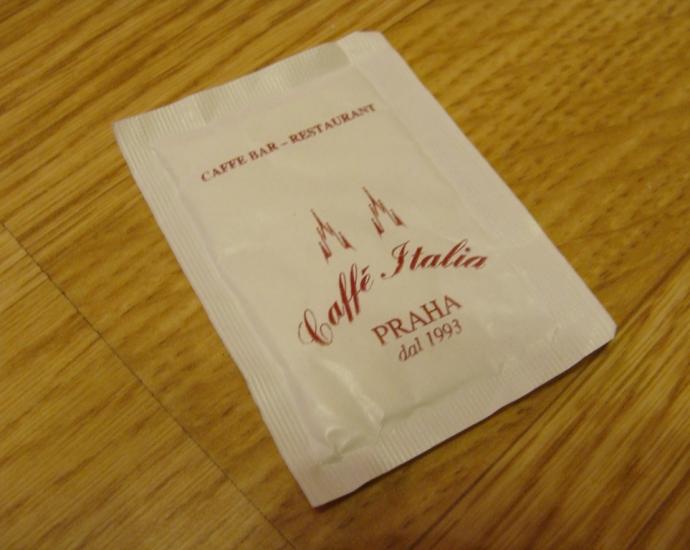 CAFFE BAR – RESTAURANT
Caffé Italia
PRAHA
dal 1993